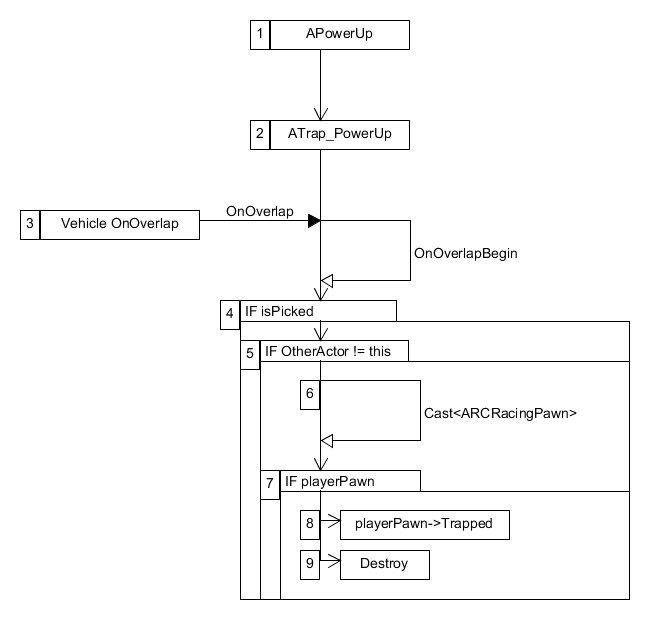 1 APowerUp
2 ATrap_PowerUp
OnOverlap
3 Vehicle OnOverlap
OnOverlapBegin
4 IF isPicked
5 IF OtherActor != this
6
Cast<ARCRacingPawn>
7 IF playerPawn
8 playerPawn->Trapped
9 Destroy